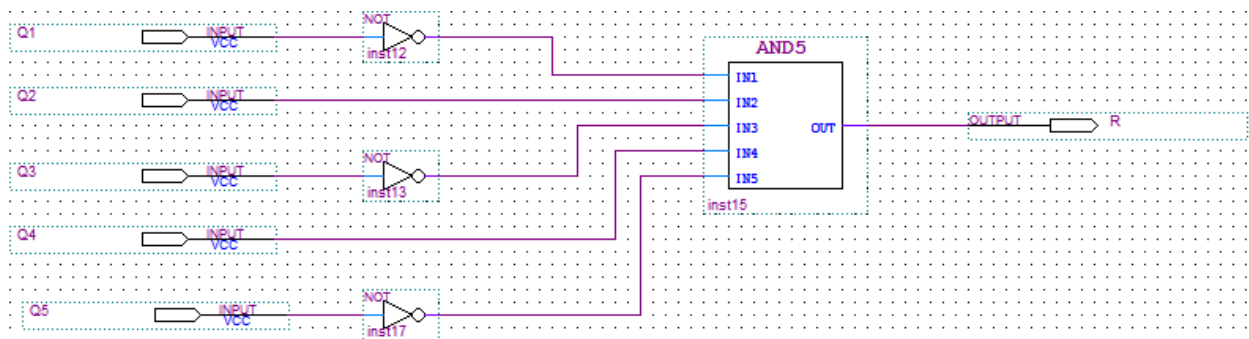 Q1 INPUT VCC NOT inst12
Q2 INPUT VCC
Q3 INPUT VCC NOT inst13
Q4 INPUT VCC
Q5 INPUT VCC NOT inst17
AND5
IN1
IN2
IN3 OUT
IN4
IN5
inst15
OUTPUT R